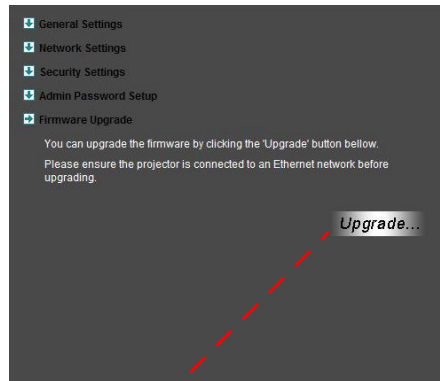 General Settings
Network Settings
Security Settings
Admin Password Setup
Firmware Upgrade
You can upgrade the firmware by clicking the 'Upgrade' button bellow.
Please ensure the projector is connected to an Ethernet network before
upgrading.
Upgrade...